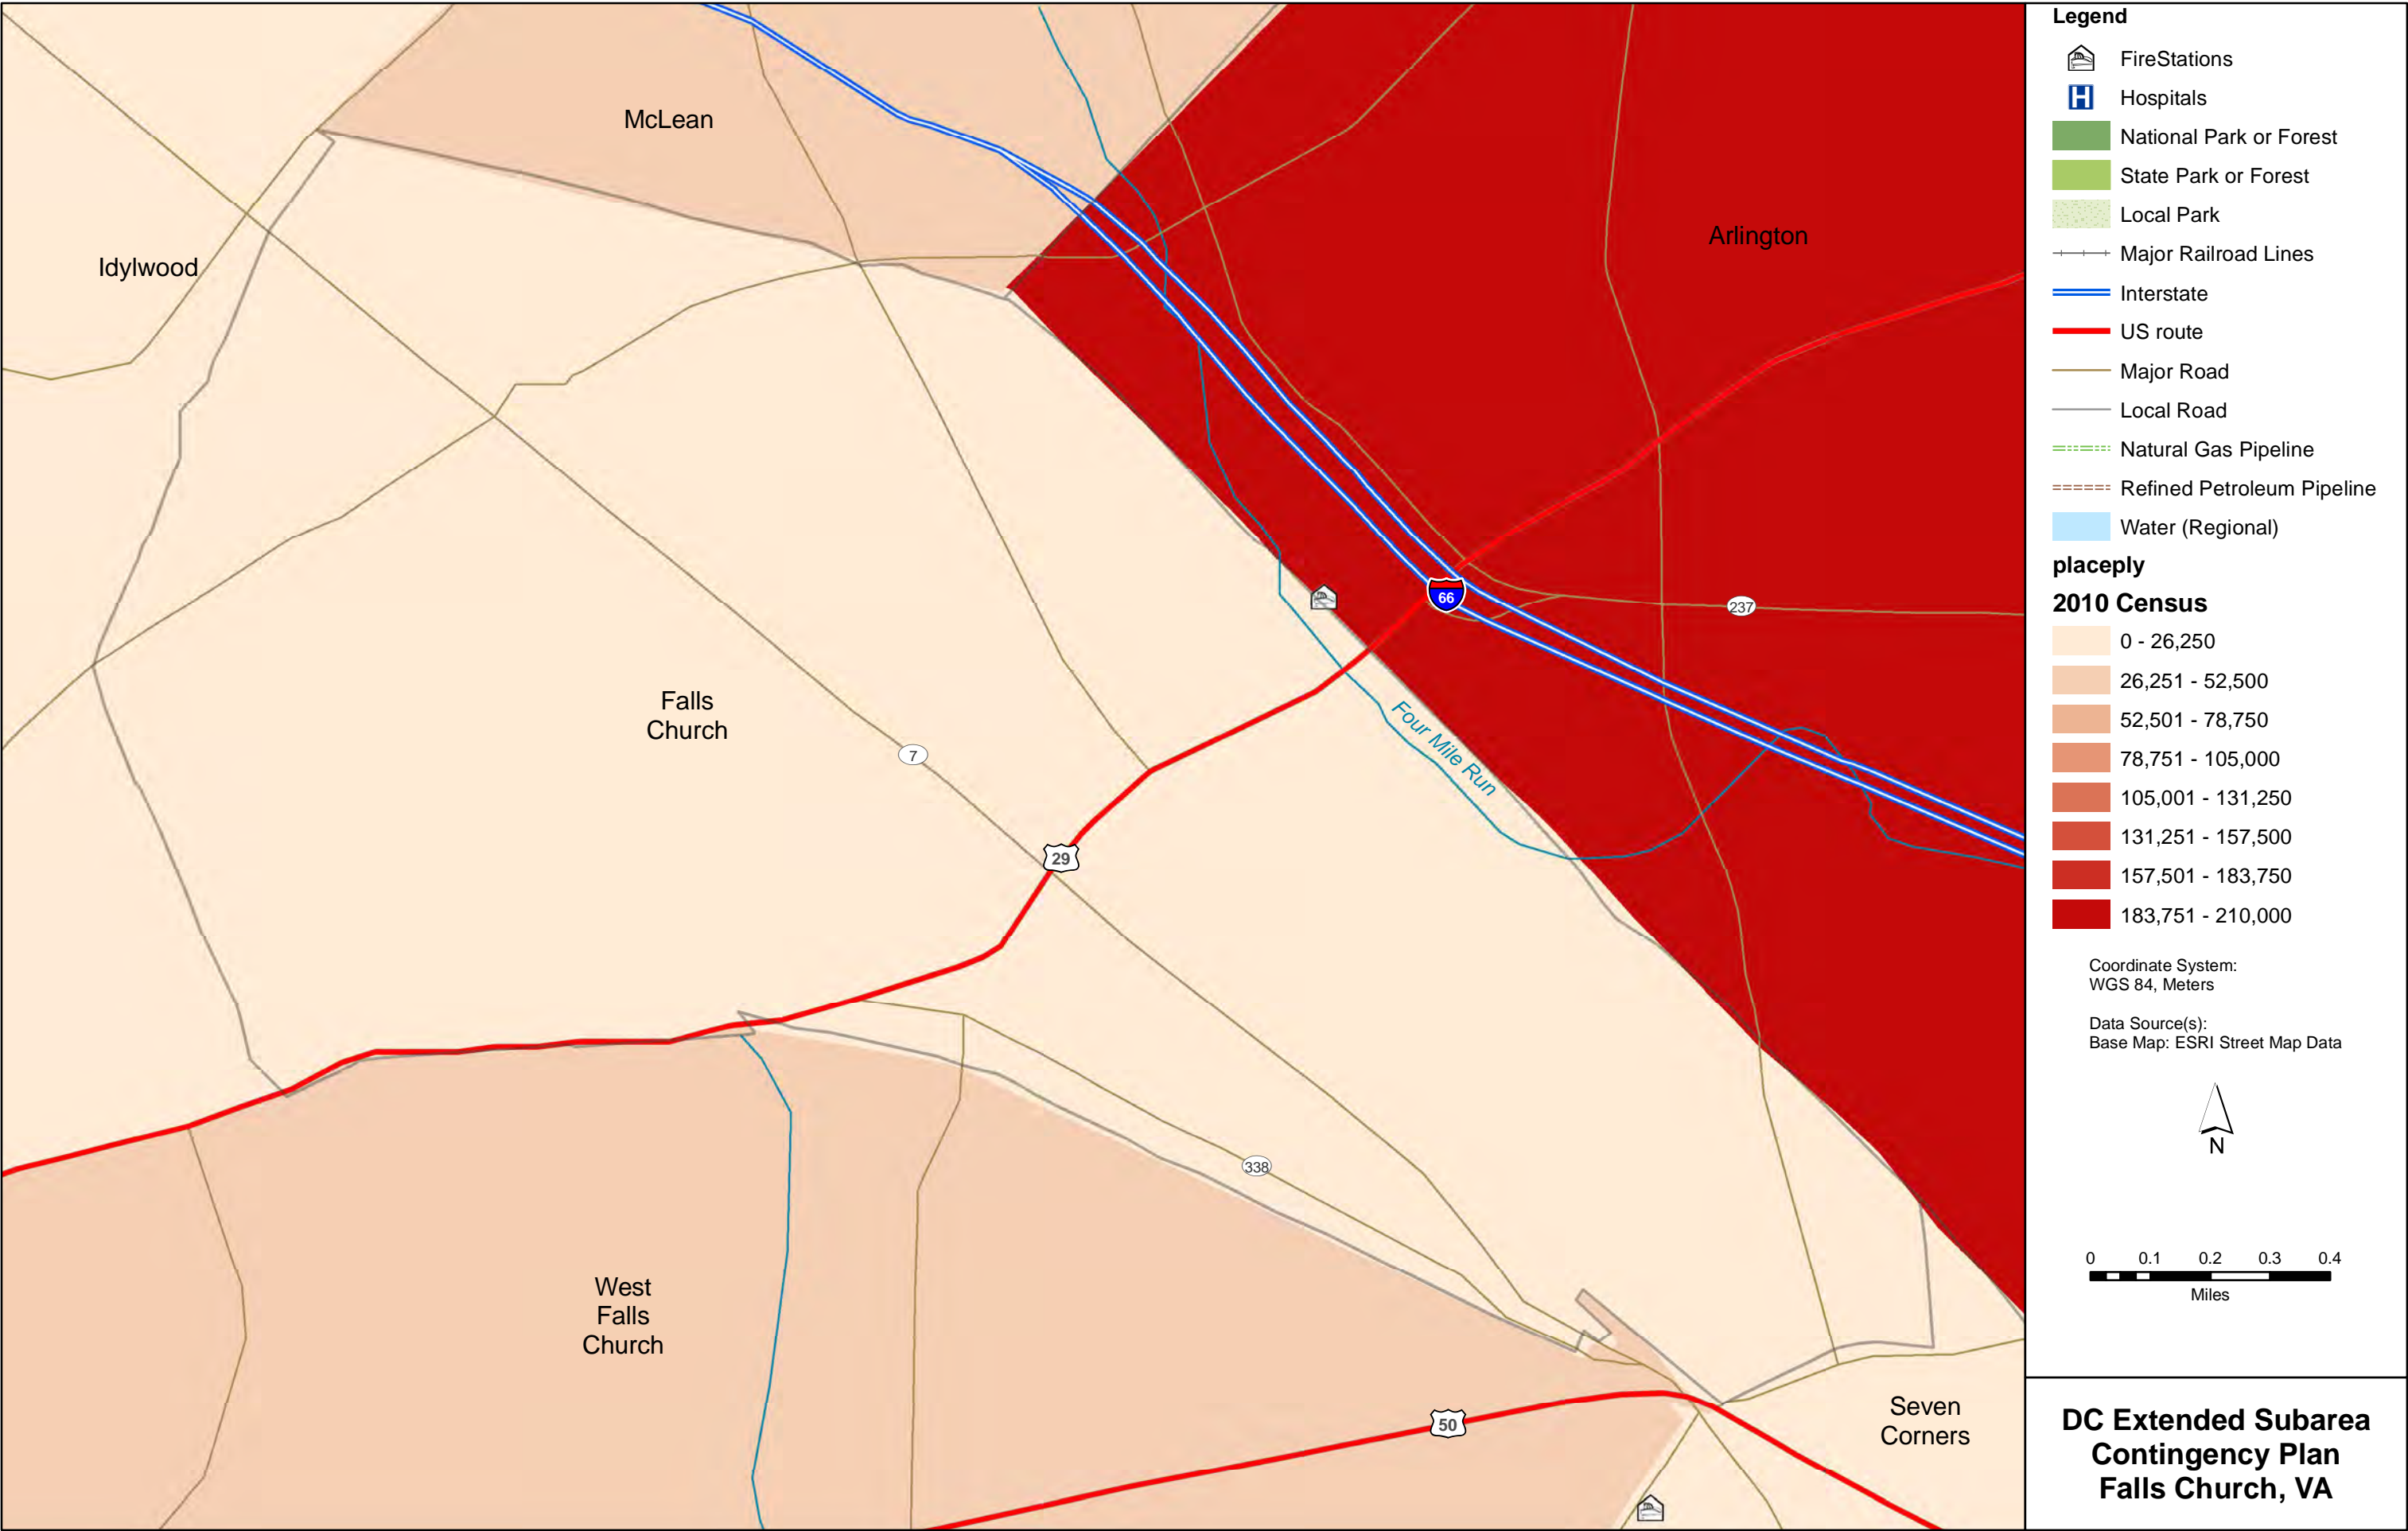 McLean
Idylwood
Arlington
66
237
Falls
Church
7
Four Mile Run
29
338
West
Falls
Church
50
Seven
Corners
Legend
FireStations
H
Hospitals
National Park or Forest
State Park or Forest
Local Park
Major Railroad Lines
Interstate
US route
Major Road
Local Road
Natural Gas Pipeline
Refined Petroleum Pipeline
Water (Regional)
placeply
2010 Census
0 - 26,250
26,251 - 52,500
52,501 - 78,750
78,751 - 105,000
105,001 - 131,250
131,251 - 157,500
157,501 - 183,750
183,751 - 210,000
Coordinate System:
WGS 84, Meters
Data Source(s):
Base Map: ESRI Street Map Data
N
0 0.1 0.2 0.3 0.4
Miles
DC Extended Subarea
Contingency Plan
Falls Church, VA